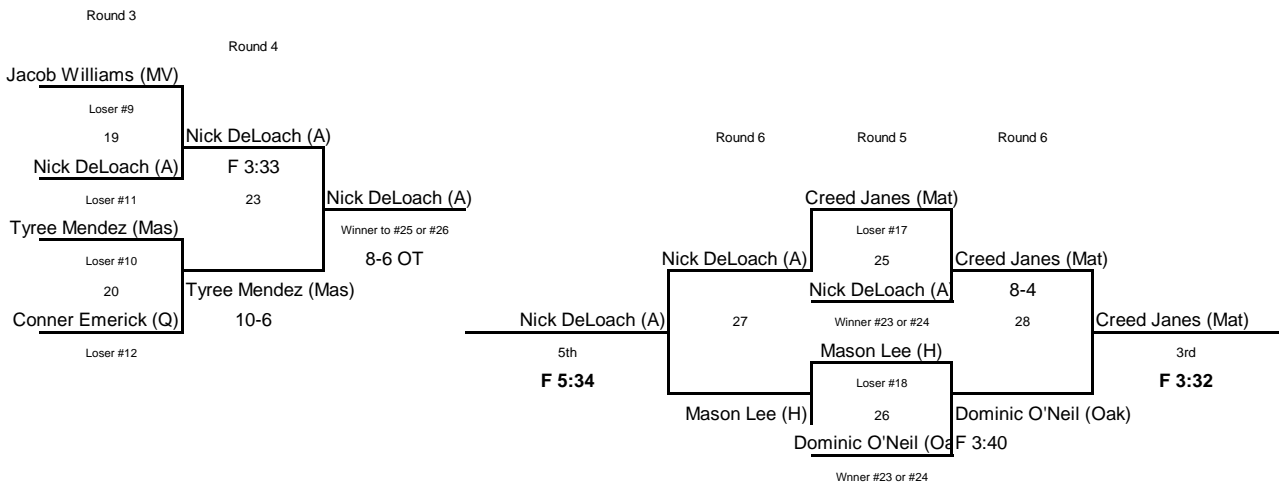 Round 3
Round 4
Jacob Williams (MV)
Loser #9
19
Nick DeLoach (A)
Nick DeLoach (A)
F 3:33
Loser #11
23
Nick DeLoach (A)
Tyree Mendez (Mas)
Winner to #25 or #26
Loser #10
8-6 OT
20
Tyree Mendez (Mas)
Conner Emerick (Q)
10-6
Loser #12
Round 6
Round 5
Round 6
Creed Janes (Mat)
Loser #17
Nick DeLoach (A)
25
Creed Janes (Mat)
Nick DeLoach (A)
8-4
Nick DeLoach (A)
27
Winner #23 or #24
28
Creed Janes (Mat)
5th
Mason Lee (H)
3rd
F 5:34
Loser #18
F 3:32
Mason Lee (H)
26
Dominic O'Neil (Oak)
Dominic O'Neil (Oa
F 3:40
Wnner #23 or #24